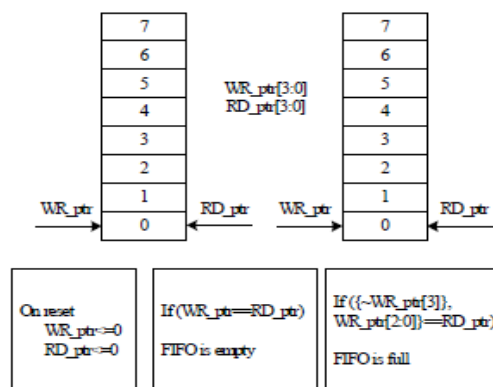 7
6
5
4
3
2
1
0
WR_ptr
RD_ptr
WR_ptr[3:0]
RD_ptr[3:0]
7
6
5
4
3
2
1
0
WR_ptr
RD_ptr
On reset
WR_ptr<=0
RD_ptr<=0
If (WR_ptr==RD_ptr)
FIFO is empty
If ({~WR_ptr[3]},
WR_ptr[2:0]}==RD_ptr)
FIFO is full